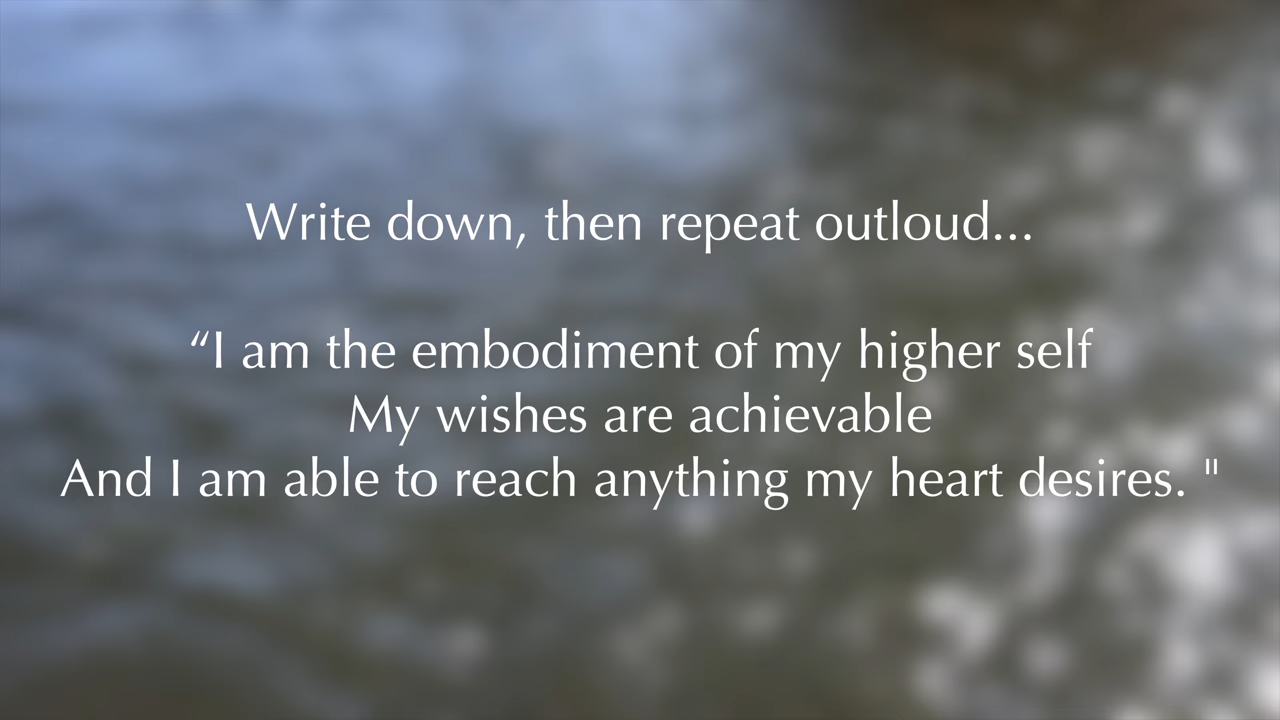 Write down, then repeat outloud...
“I am the embodiment of my higher self
My wishes are achievable
And I am able to reach anything my heart desires. "